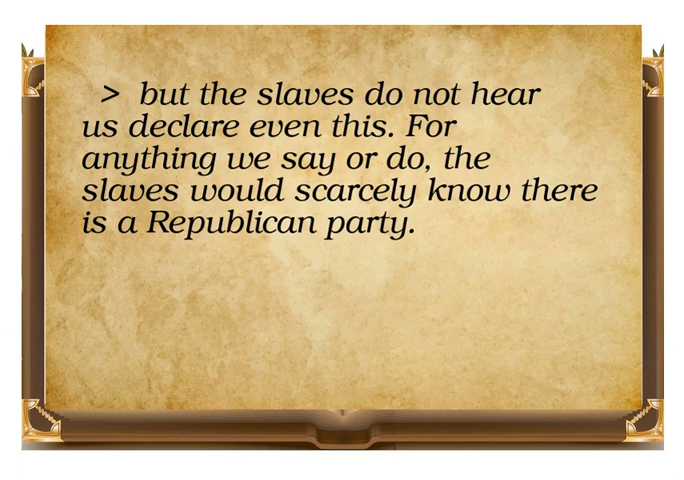 > but the slaves do not hear
us declare even this. For
anything we say or do, the
slaves would scarcely know there
is a Republican party.